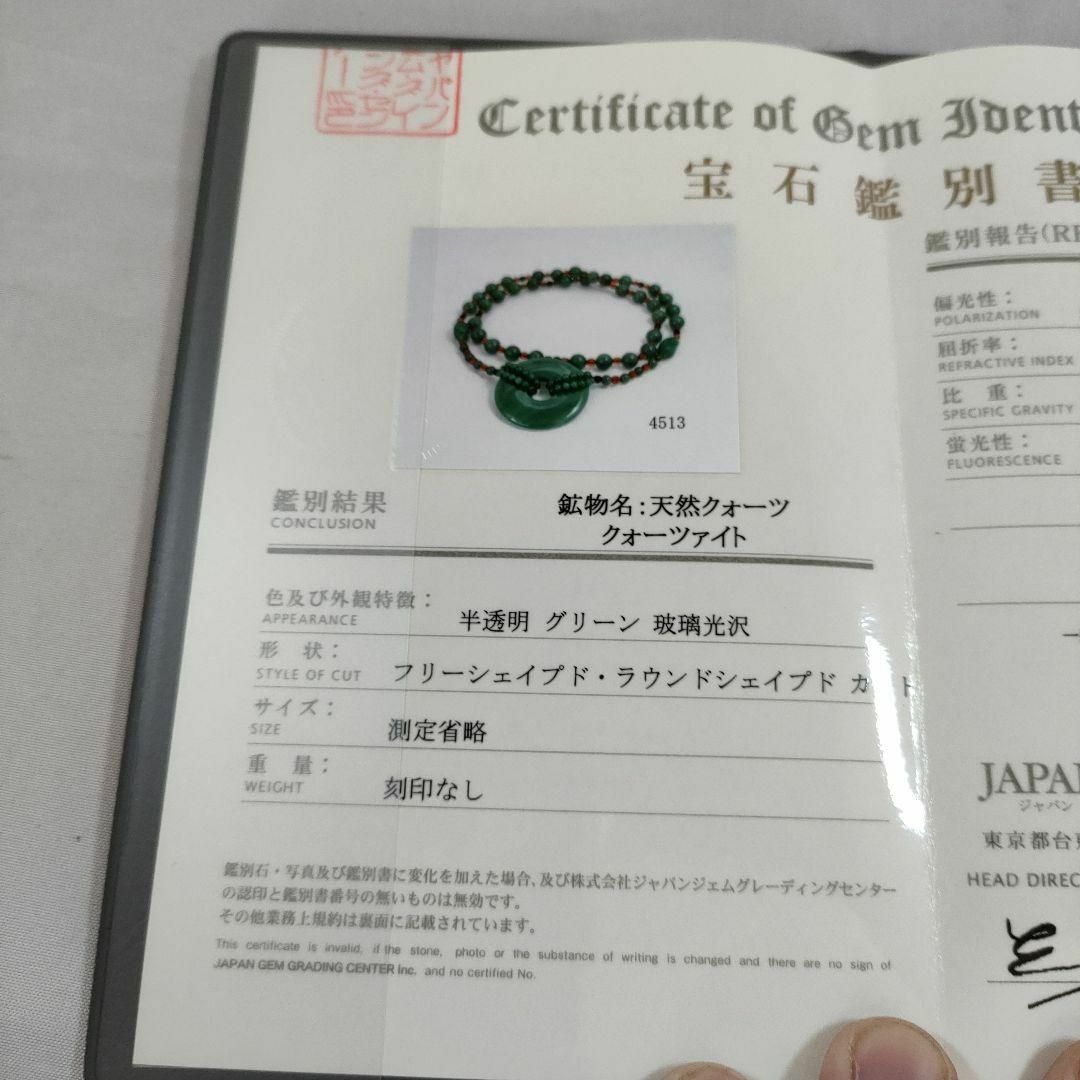 Certificate of Gem
宝石鑑別書
4513
鑑別結果
CONCLUSION
鉱物名：天然クォーツ
クォーツァイト
色及び外観特徴：
APPEARANCE
半透明 グリーン 玻璃光沢
形 状：
STYLE OF CUT
フリーシェイプド・ラウンドシェイプド カット
サイズ：
SIZE
測定省略
重 量：
WEIGHT
刻印なし
鑑別石・写真及び鑑別書に変化を加えた場合、及び株式会社ジャパンジェムグレーディングセンター
の認印と鑑別書番号の無いものは無効です。
その他業務上規約は裏面に記載されています。
This certificate is invalid, if the stone, photo or the substance of writing is changed and there are no sign of
JAPAN GEM GRADING CENTER Inc. and no certified No.
鑑別報告
偏光性：
POLARIZATION
屈折率：
REFRACTIVE INDEX
比 重：
SPECIFIC GRAVITY
蛍光性：
FLUORESCENCE
JAPAN
ジャパン
東京都台
HEAD